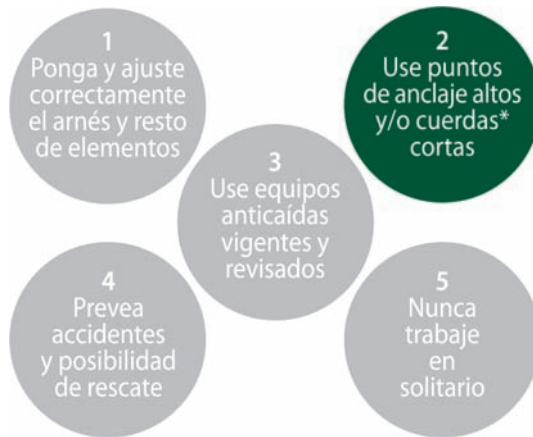 1
Ponga y ajuste
correctamente
el arnés y resto
de elementos
2
Use puntos
de anclaje altos
y/o cuerdas*
cortas
3
Use equipos
anticaídas
vigentes y
revisados
4
Prevea
accidentes
y posibilidad
de rescate
5
Nunca
trabaje
en
solitario